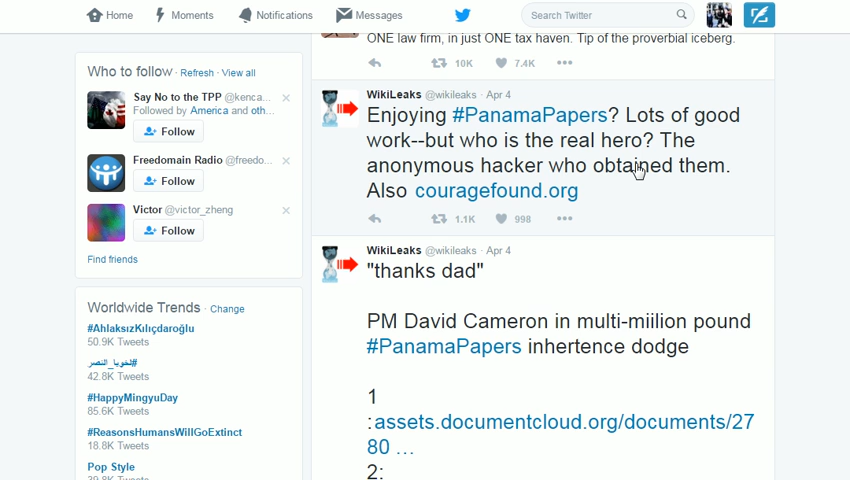 Home
Moments
Notifications
Messages
Search Twitter
Who to follow · Refresh · View all
Say No to the TPP @kenca...
Followed by America and oth...
Follow
Freedomain Radio @freedo...
Follow
Victor @victor_zheng
Follow
Find friends
Worldwide Trends · Change
#AhlaksızKılıçdaroğlu
50.9K Tweets
42.8K Tweets
#HappyMingyuDay
85.6K Tweets
#ReasonsHumansWillGoExtinct
18.8K Tweets
Pop Style
39.8K Tweets
ONE law firm, in just ONE tax haven. Tip of the proverbial iceberg.
10K
7.4K
WikiLeaks @wikileaks · Apr 4
Enjoying #PanamaPapers? Lots of good
work--but who is the real hero? The
anonymous hacker who obtained them.
Also couragefound.org
1.1K
998
WikiLeaks @wikileaks · Apr 4
"thanks dad"
PM David Cameron in multi-miilion pound
#PanamaPapers inhertence dodge
1
:assets.documentcloud.org/documents/27
80 …
2: